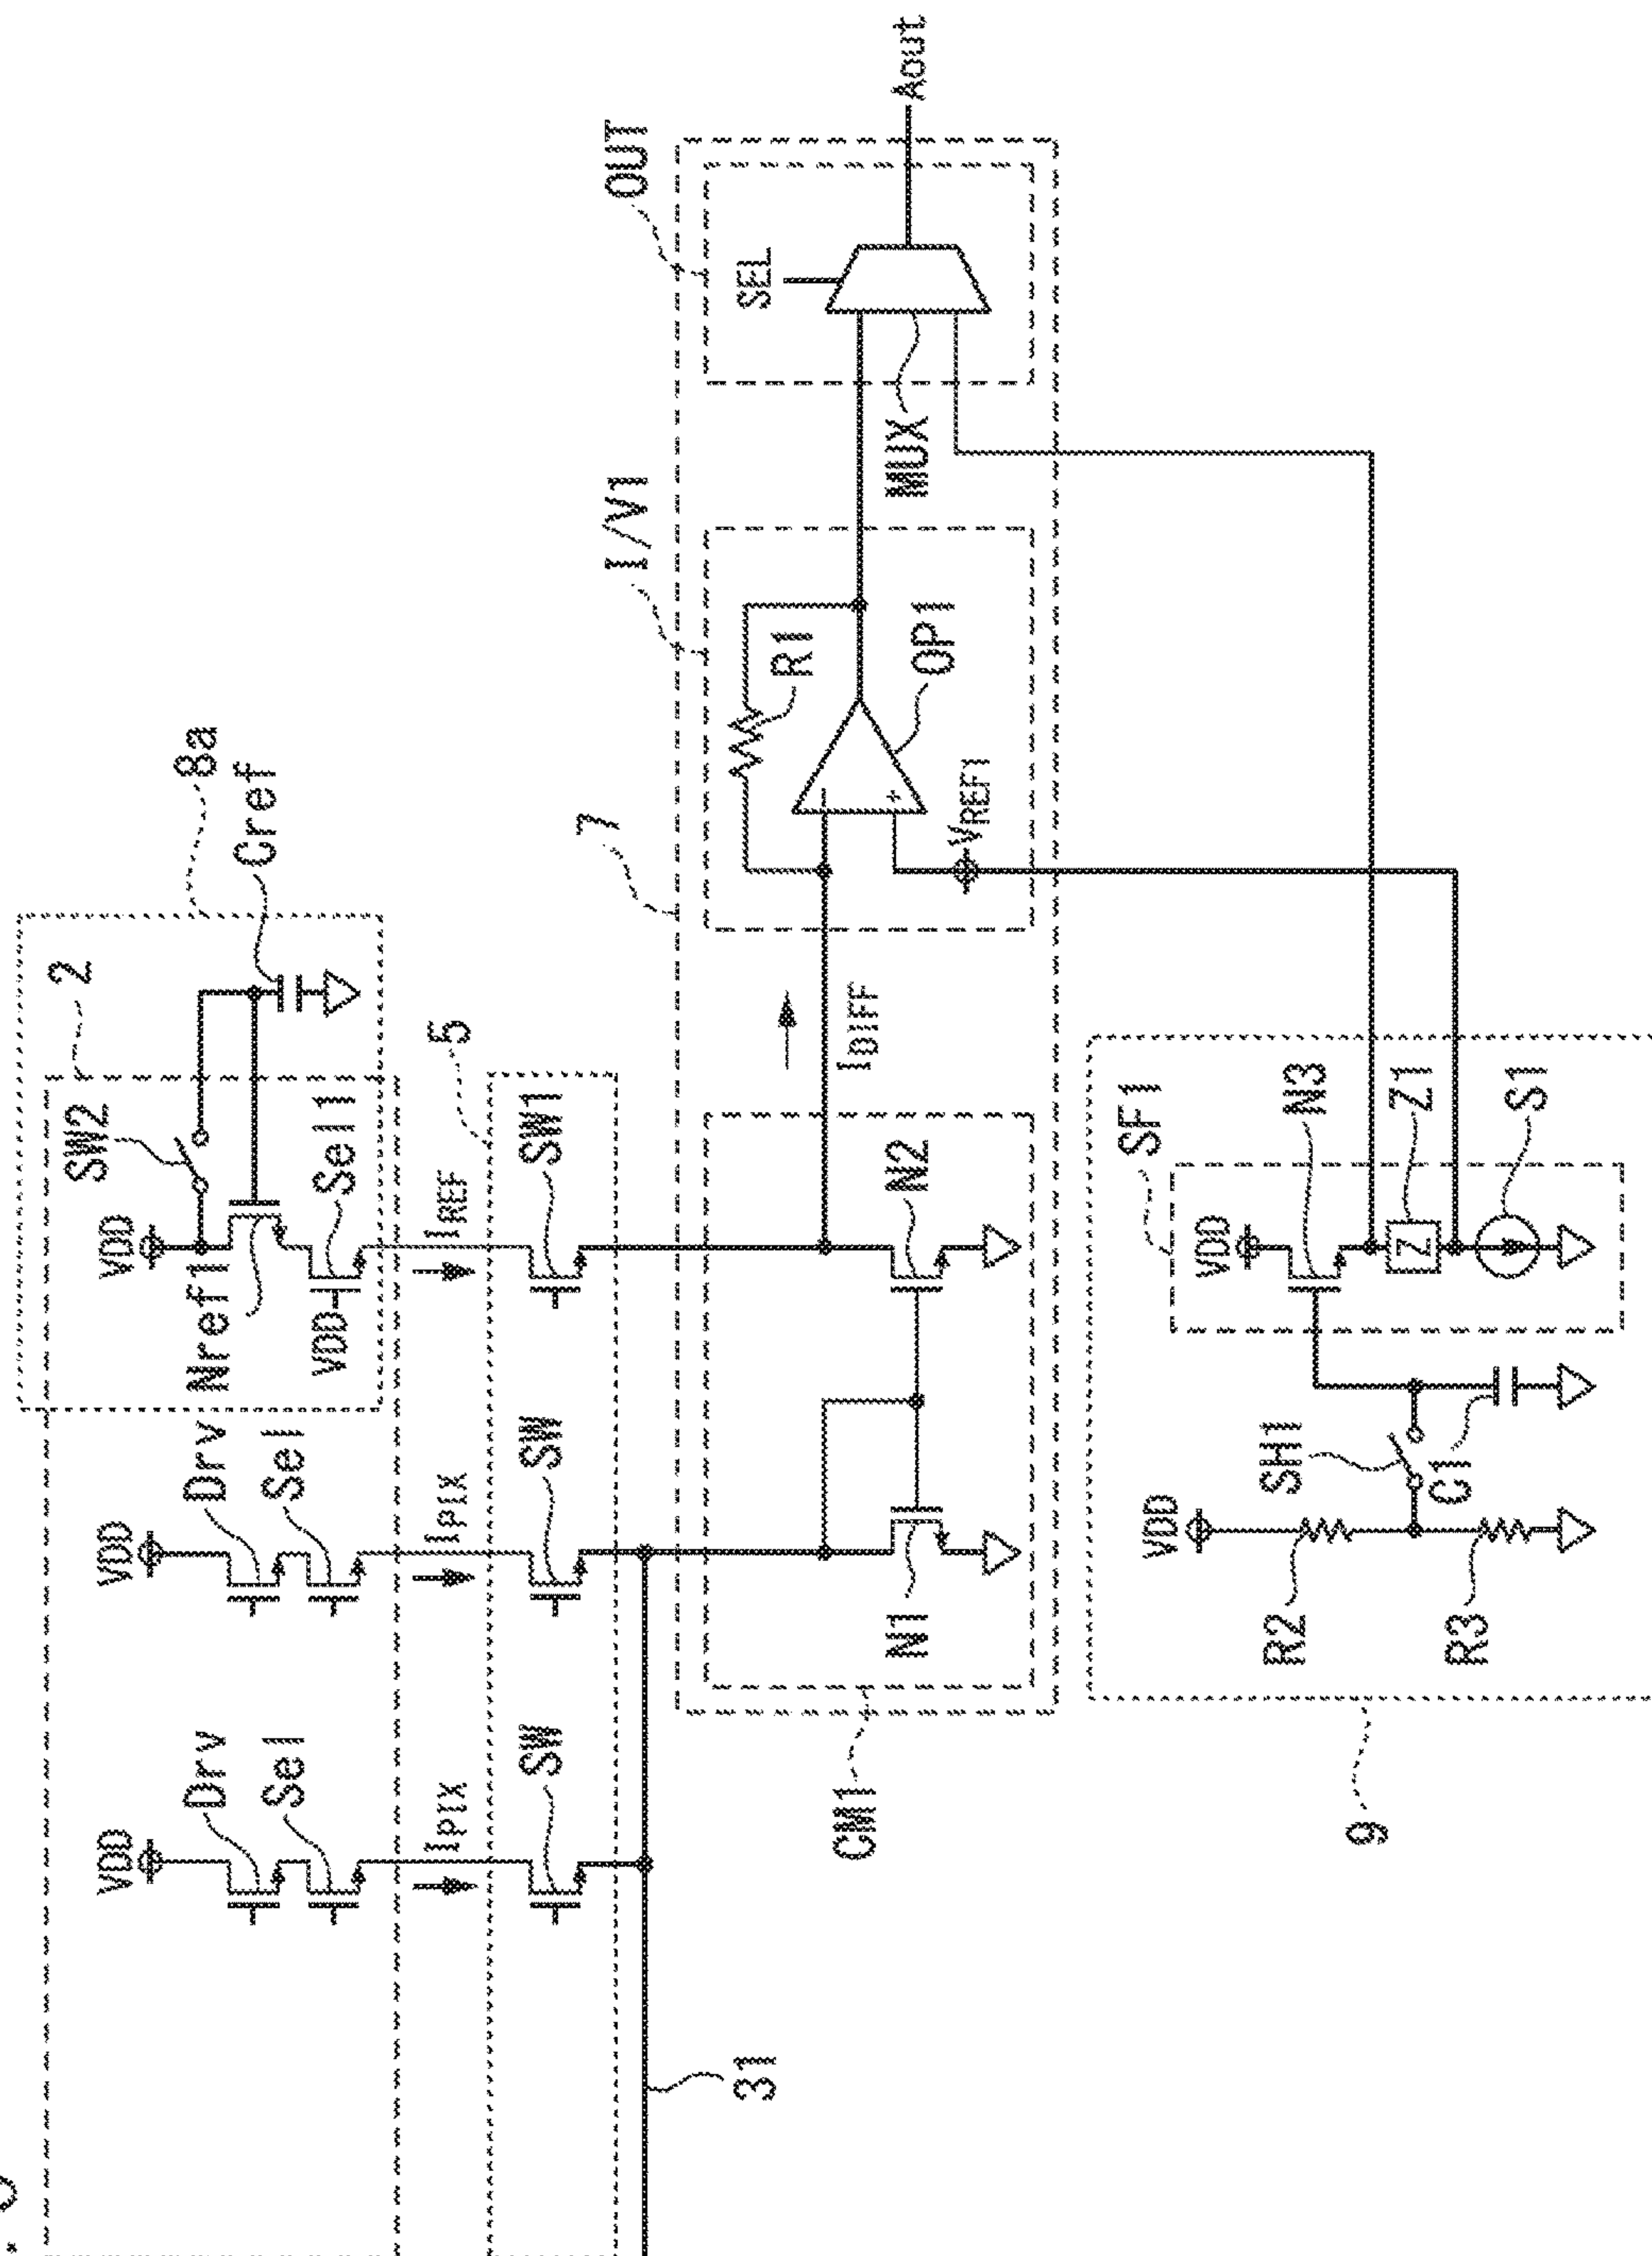 8a
Cref
2
SW2
VDD
Nref1
Sel1
VDD
IREF
5
SW1
VDD
Drv
Sel
IPIX
SW
VDD
Drv
Sel
IPIX
SW
31
7
CM1
N1
N2
IDIFF
I/V1
R1
OP1
-
+
VREF1
OUT
SEL
MUX
Aout
9
SF1
VDD
N3
Z1
Z
S1
SH1
C1
VDD
R2
R3